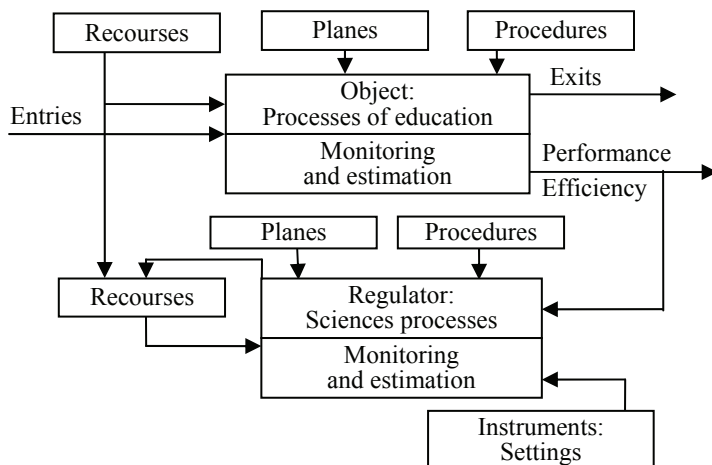 Recourses
Planes
Procedures
Object:
Processes of education
Exits
Entries
Monitoring
and estimation
Performance
Efficiency
Planes
Procedures
Recourses
Regulator:
Sciences processes
Monitoring
and estimation
Instruments:
Settings